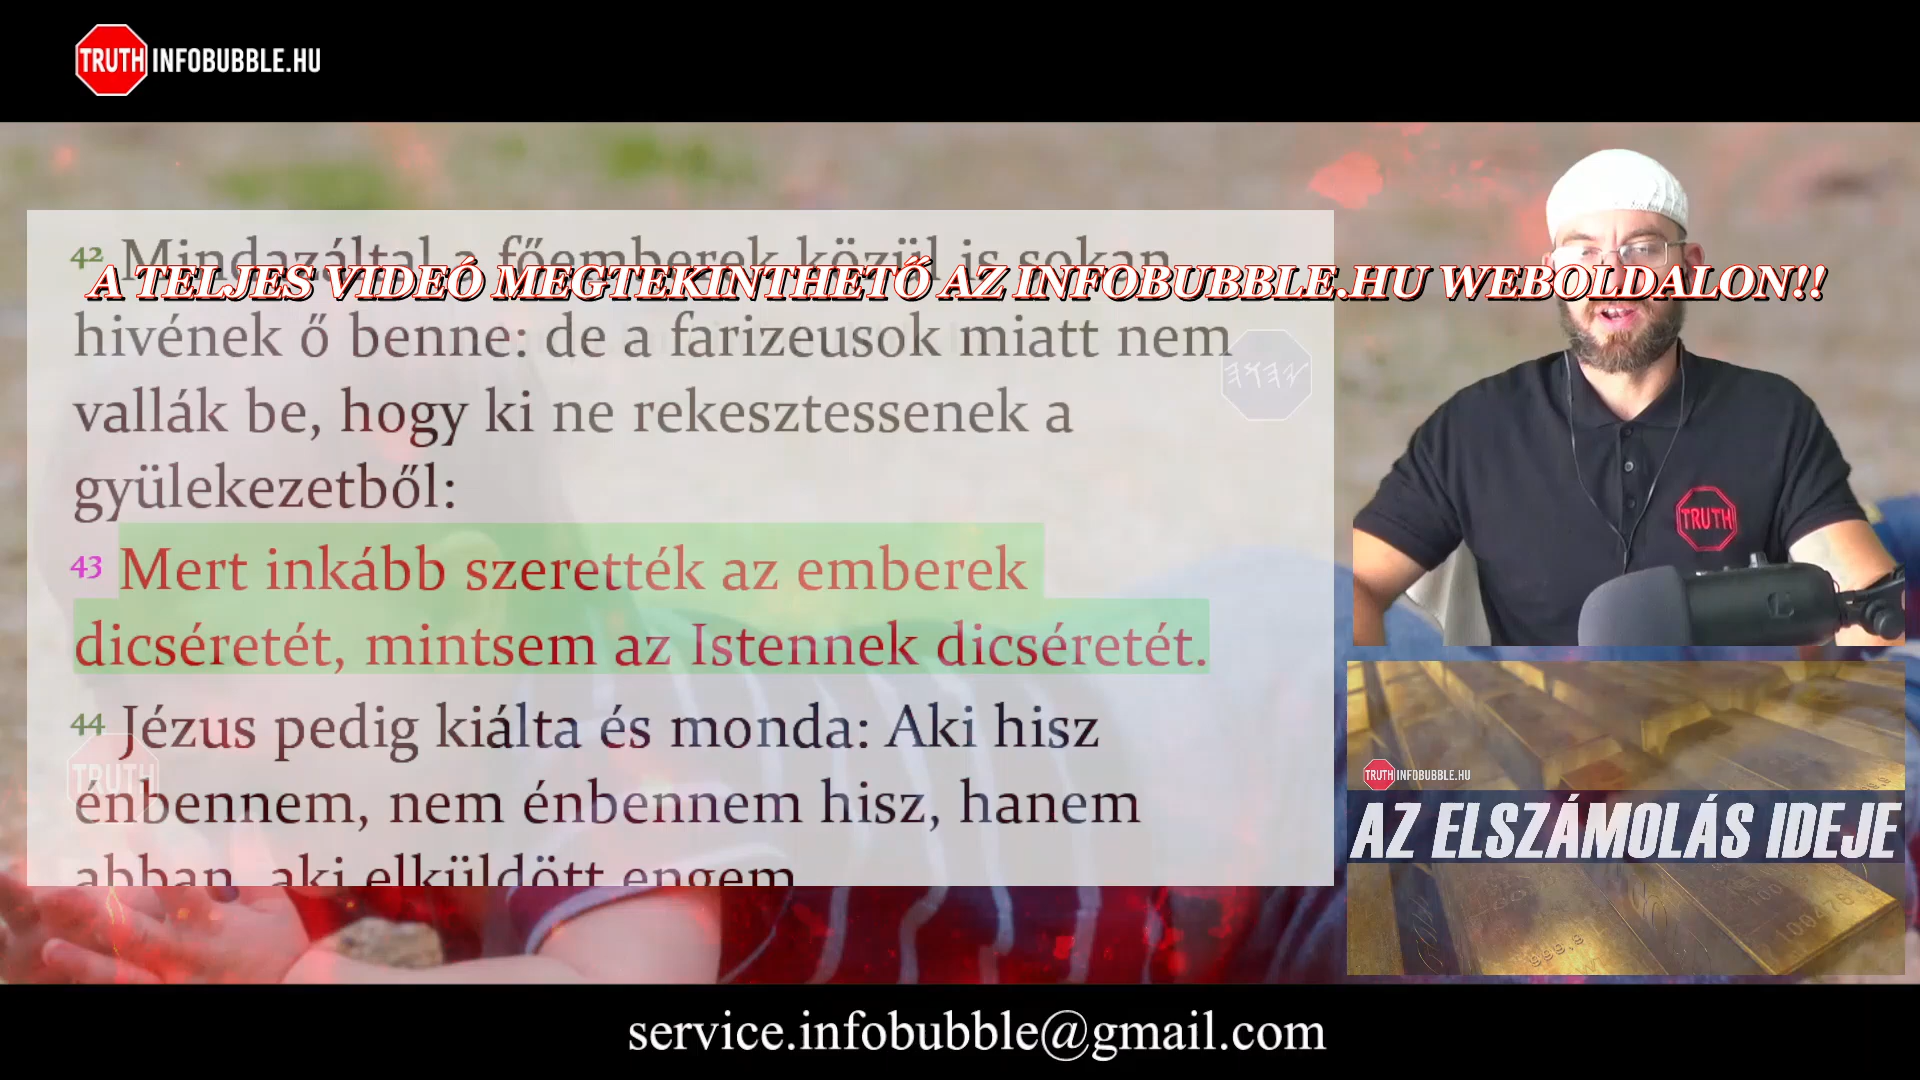 TRUTH INFOBUBBLE.HU
42 Mindazáltal a főemberek közül is sokan
A TELJES VIDEÓ MEGTEKINTHETŐ AZ INFOBUBBLE.HU WEBOLDALON!!
hivének ő benne: de a farizeusok miatt nem
vallák be, hogy ki ne rekesztessenek a
gyülekezetből:
43 Mert inkább szerették az emberek
dicséretét, mintsem az Istennek dicséretét.
44 Jézus pedig kiálta és monda: Aki hisz
énbennem, nem énbennem hisz, hanem
abban, aki elküldött engem.
TRUTH
TRUTH
TRUTH INFOBUBBLE.HU
AZ ELSZÁMOLÁS IDEJE
999.9
service.infobubble@gmail.com